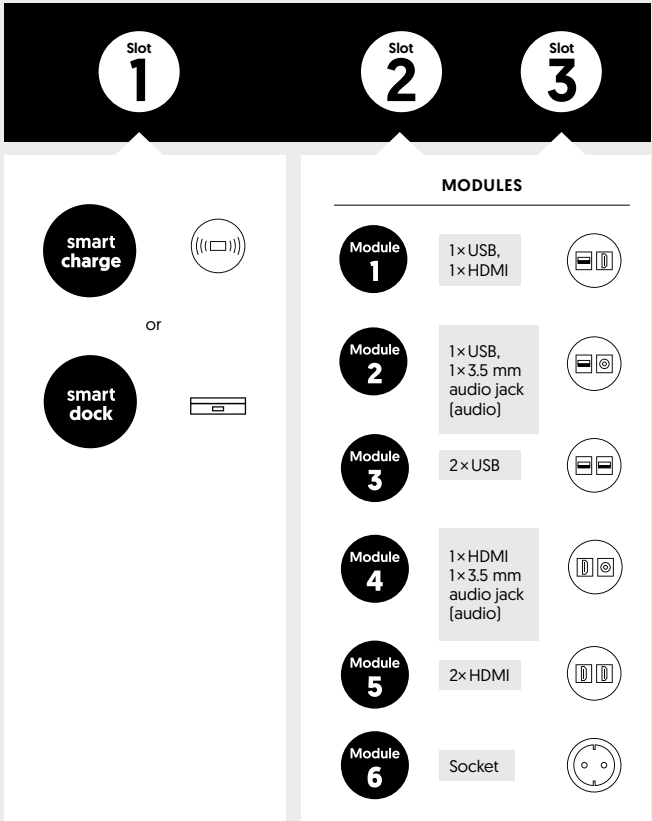 Slot
1
Slot
2
Slot
3
smart
charge
or
smart
dock
MODULES
Module
1
1×USB,
1×HDMI
Module
2
1×USB,
1×3.5 mm
audio jack
(audio)
Module
3
2×USB
Module
4
1×HDMI
1×3.5 mm
audio jack
(audio)
Module
5
2×HDMI
Module
6
Socket